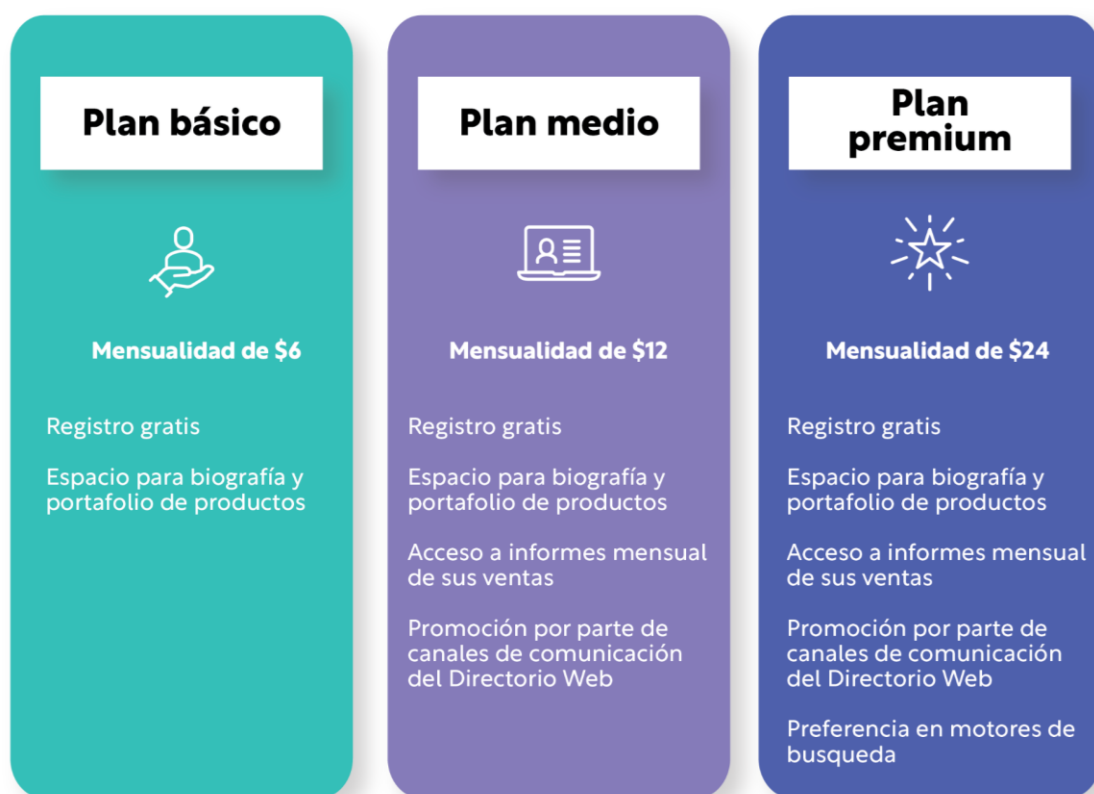 Plan básico
Mensualidad de $6
Registro gratis
Espacio para biografía y
portafolio de productos
Plan medio
Mensualidad de $12
Registro gratis
Espacio para biografía y
portafolio de productos
Acceso a informes mensual
de sus ventas
Promoción por parte de
canales de comunicación
del Directorio Web
Plan
premium
Mensualidad de $24
Registro gratis
Espacio para biografía y
portafolio de productos
Acceso a informes mensual
de sus ventas
Promoción por parte de
canales de comunicación
del Directorio Web
Preferencia en motores de
busqueda